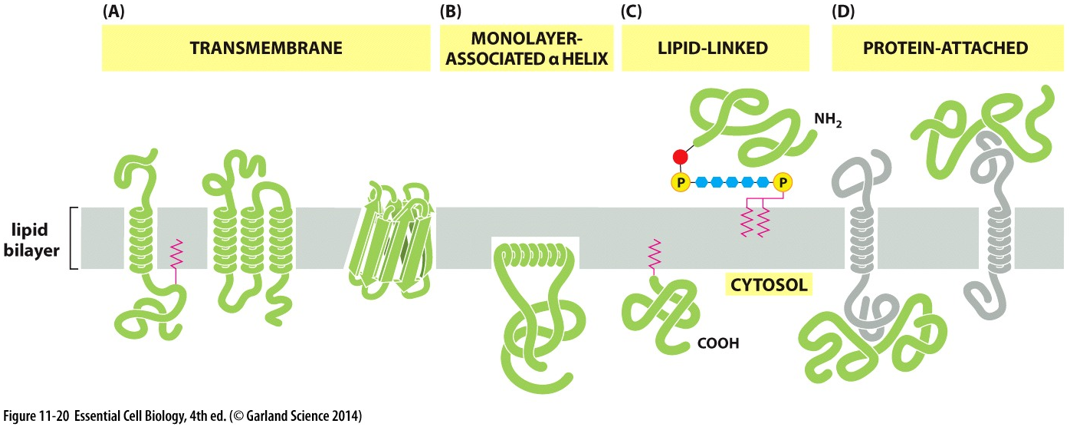 (A)
TRANSMEMBRANE
(B)
MONOLAYER-
ASSOCIATED α HELIX
(C)
LIPID-LINKED
(D)
PROTEIN-ATTACHED
NH₂
P
P
lipid
bilayer
CYTOSOL
COOH
Figure 11-20 Essential Cell Biology, 4th ed. (© Garland Science 2014)